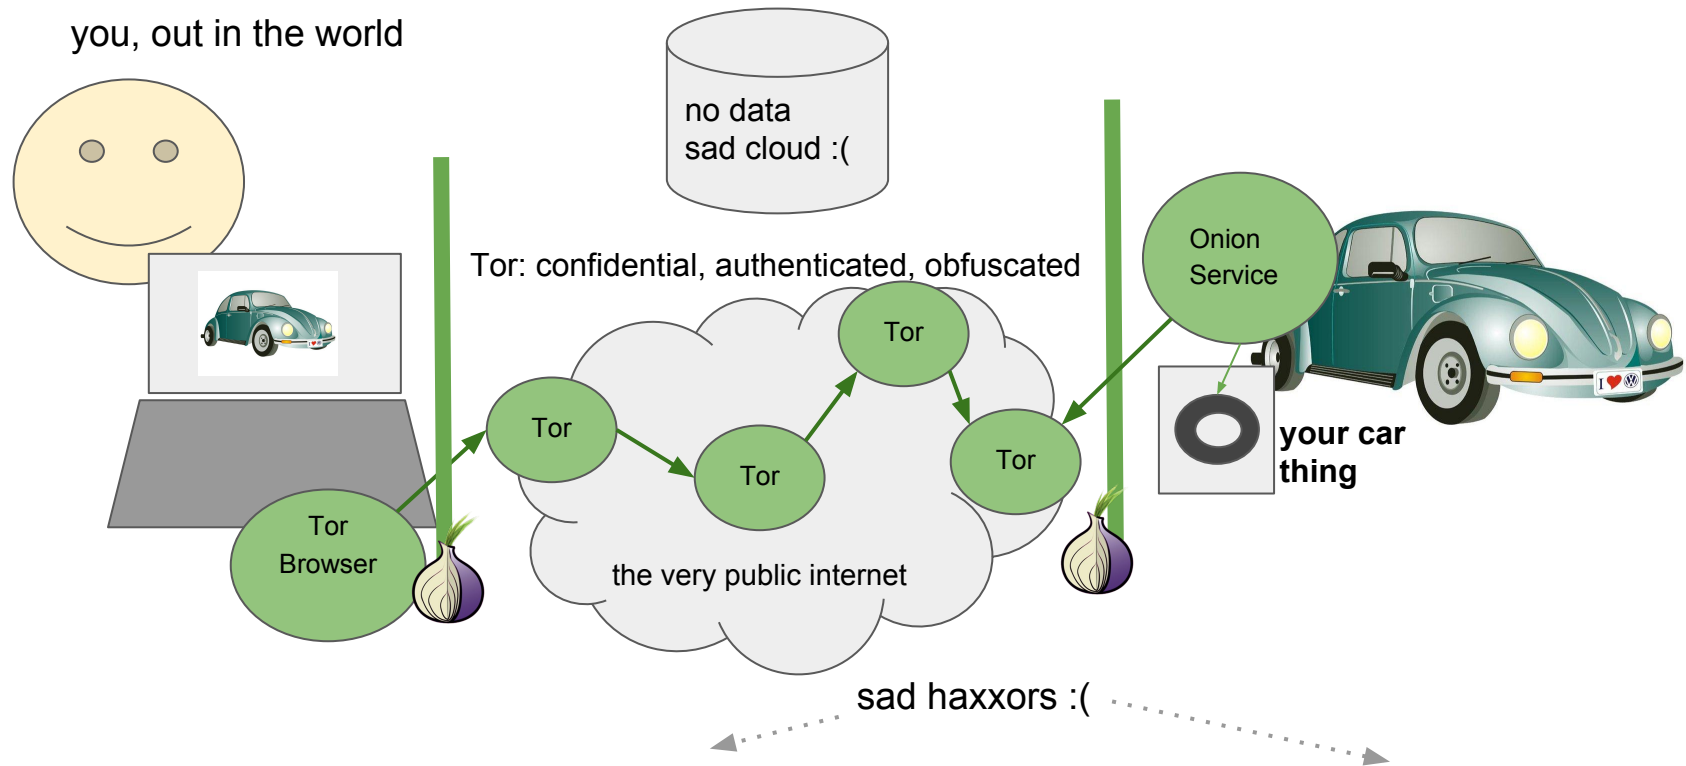 you, out in the world
no data
sad cloud :(
Tor: confidential, authenticated, obfuscated
Onion
Service
Tor
Tor
Tor
Tor
Tor
Browser
the very public internet
your car
thing
I ❤ VW
sad haxxors :(